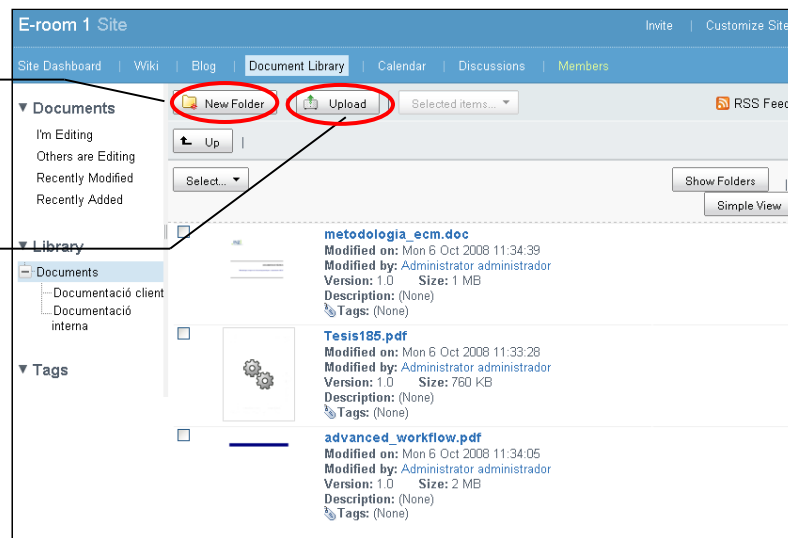 E-room 1 Site
Invite | Customize Site
Site Dashboard | Wiki | Blog | Document Library | Calendar | Discussions | Members
New Folder Upload | Selected items... RSS Feed
Up |
Select... Show Folders |
Simple View
Documents
I'm Editing
Others are Editing
Recently Modified
Recently Added
Library
Documents
Documentació client
Documentació
interna
Tags
metodologia_ecm.doc
Modified on: Mon 6 Oct 2008 11:34:39
Modified by: Administrator administrador
Version: 1.0 Size: 1 MB
Description: (None)
Tags: (None)
Tesis185.pdf
Modified on: Mon 6 Oct 2008 11:33:28
Modified by: Administrator administrador
Version: 1.0 Size: 760 KB
Description: (None)
Tags: (None)
advanced_workflow.pdf
Modified on: Mon 6 Oct 2008 11:34:05
Modified by: Administrator administrador
Version: 1.0 Size: 2 MB
Description: (None)
Tags: (None)